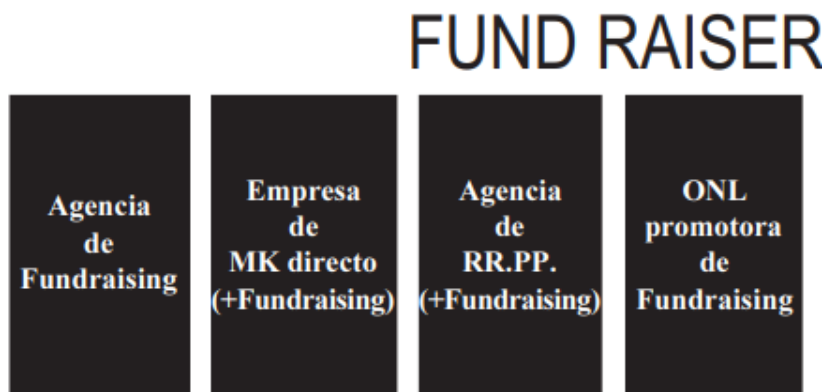 FUND RAISER
Agencia
de
Fundraising
Empresa
de
MK directo
(+Fundraising)
Agencia
de
RR.PP.
(+Fundraising)
ONL
promotora
de
Fundraising